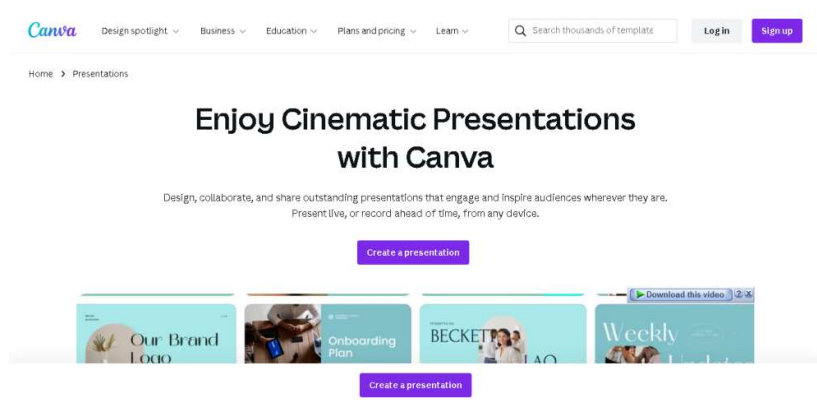 Canva Design spotlight Business Education Plans and pricing Learn Search thousands of template Log in Sign up
Home Presentations
Enjoy Cinematic Presentations
with Canva
Design, collaborate, and share outstanding presentations that engage and inspire audiences wherever they are.
Present live, or record ahead of time, from any device.
Create a presentation
Download this video ? X
Our Brand
Logo
Onboarding
Plan
BECKETT
LAO
Weekly
Updates
Create a presentation